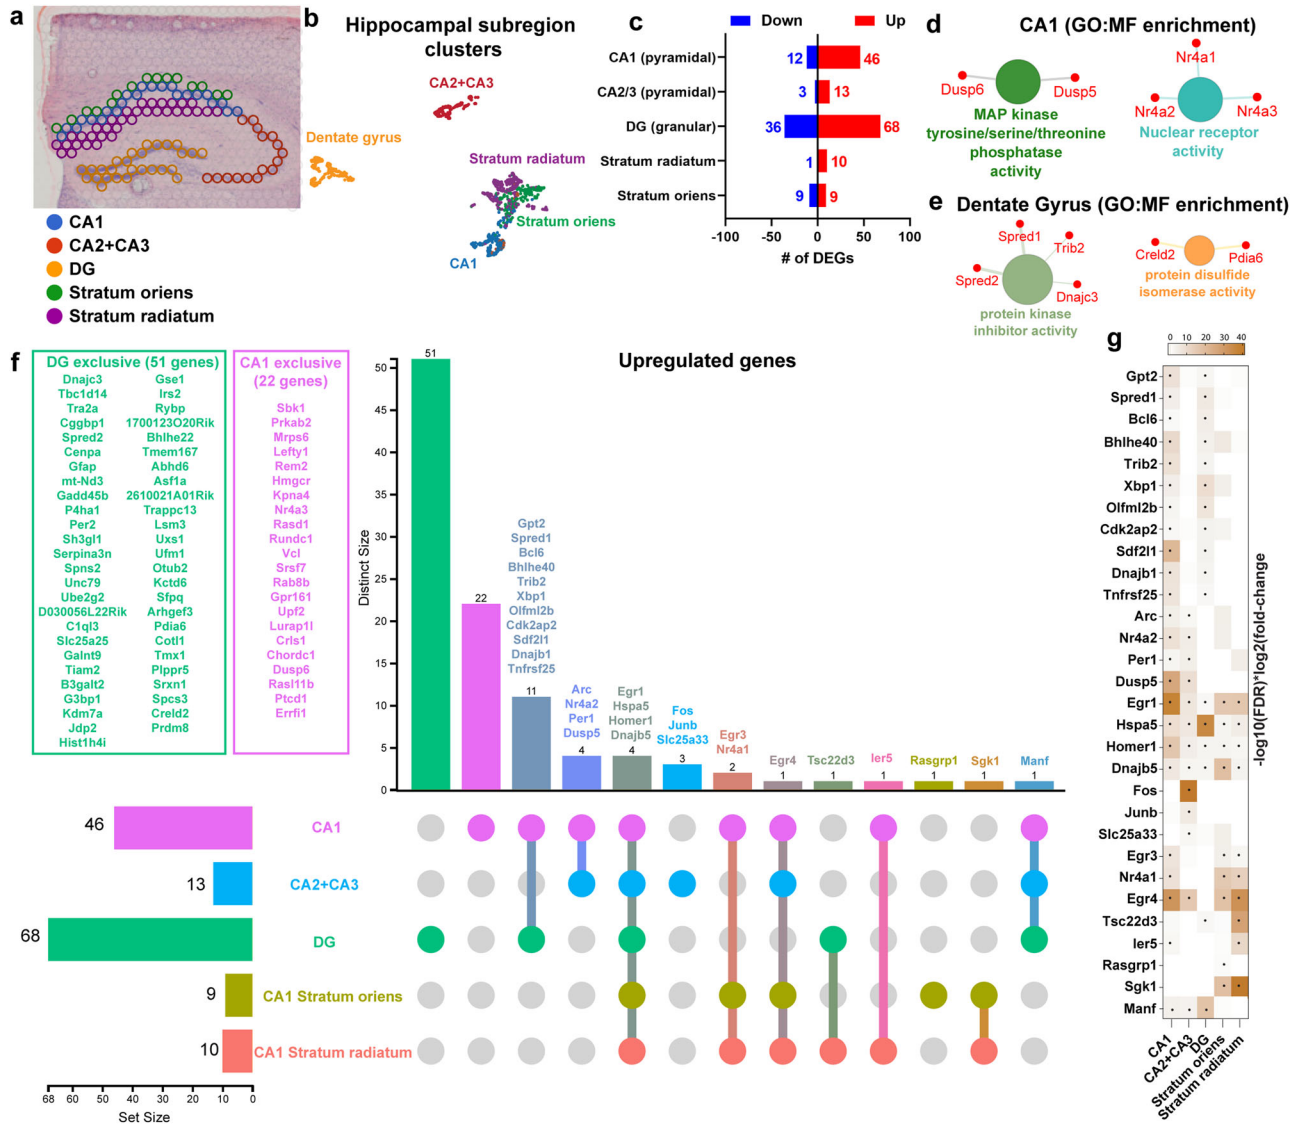 a
CA1
CA2+CA3
DG
Stratum oriens
Stratum radiatum
b
Hippocampal subregion
clusters
CA2+CA3
Dentate gyrus
Stratum radiatum
Stratum oriens
CA1
c
Down
Up
CA1 (pyramidal)
12
46
CA2/3 (pyramidal)
3
13
DG (granular)
36
68
Stratum radiatum
1
10
Stratum oriens
9
9
-100 -50 0 50 100
# of DEGs
d
CA1 (GO:MF enrichment)
Dusp6
Dusp5
MAP kinase
tyrosine/serine/threonine
phosphatase
activity
Nr4a1
Nr4a2
Nr4a3
Nuclear receptor
activity
e
Dentate Gyrus (GO:MF enrichment)
Spred1
Trib2
Spred2
Dnajc3
protein kinase
inhibitor activity
Creld2
Pdia6
protein disulfide
isomerase activity
f
DG exclusive (51 genes)
Dnajc3
Tbc1d14
Tra2a
Cggbp1
Spred2
Cenpa
Gfap
mt-Nd3
Gadd45b
P4ha1
Per2
Sh3gl1
Serpina3n
Spns2
Unc79
Ube2g2
D030056L22Rik
C1ql3
Slc25a25
Galnt9
Tiam2
B3galt2
G3bp1
Kdm7a
Jdp2
Hist1h4i
Gse1
Irs2
Rybp
1700123O20Rik
Bhlhe22
Tmem167
Abhd6
Asf1a
2610021A01Rik
Trappc13
Lsm3
Uxs1
Ufm1
Otub2
Kctd6
Sfpq
Arhgef3
Pdia6
Cotl1
Tmx1
Plppr5
Srxn1
Spcs3
Creld2
Prdm8
CA1 exclusive
(22 genes)
Sbk1
Prkab2
Mrps6
Lefty1
Rem2
Hmgcr
Kpna4
Nr4a3
Rasd1
Rundc1
Vcl
Srsf7
Rab8b
Gpr161
Upf2
Lurap1l
Crls1
Chordc1
Dusp6
Rasl11b
Ptcd1
Errfi1
Upregulated genes
Distinct Size
50
45
40
35
30
25
20
15
10
5
0
51
22
Gpt2
Spred1
Bcl6
Bhlhe40
Trib2
Xbp1
Olfml2b
Cdk2ap2
Sdf2l1
Dnajb1
Tnfrsf25
11
Arc
Nr4a2
Per1
Dusp5
4
Egr1
Hspa5
Homer1
Dnajb5
4
Fos
Junb
Slc25a33
3
Egr3
Nr4a1
2
Egr4
1
Tsc22d3
1
Ier5
1
Rasgrp1
1
Sgk1
1
Manf
1
46
CA1
13
CA2+CA3
68
DG
9
CA1 Stratum oriens
10
CA1 Stratum radiatum
68 60 50 40 30 20 10 0
Set Size
g
0 10 20 30 40
Gpt2
Spred1
Bcl6
Bhlhe40
Trib2
Xbp1
Olfml2b
Cdk2ap2
Sdf2l1
Dnajb1
Tnfrsf25
Arc
Nr4a2
Per1
Dusp5
Egr1
Hspa5
Homer1
Dnajb5
Fos
Junb
Slc25a33
Egr3
Nr4a1
Egr4
Tsc22d3
Ier5
Rasgrp1
Sgk1
Manf
-log10(FDR)*log2(fold-change
CA1
CA2+CA3
DG
Stratum oriens
Stratum radiatum